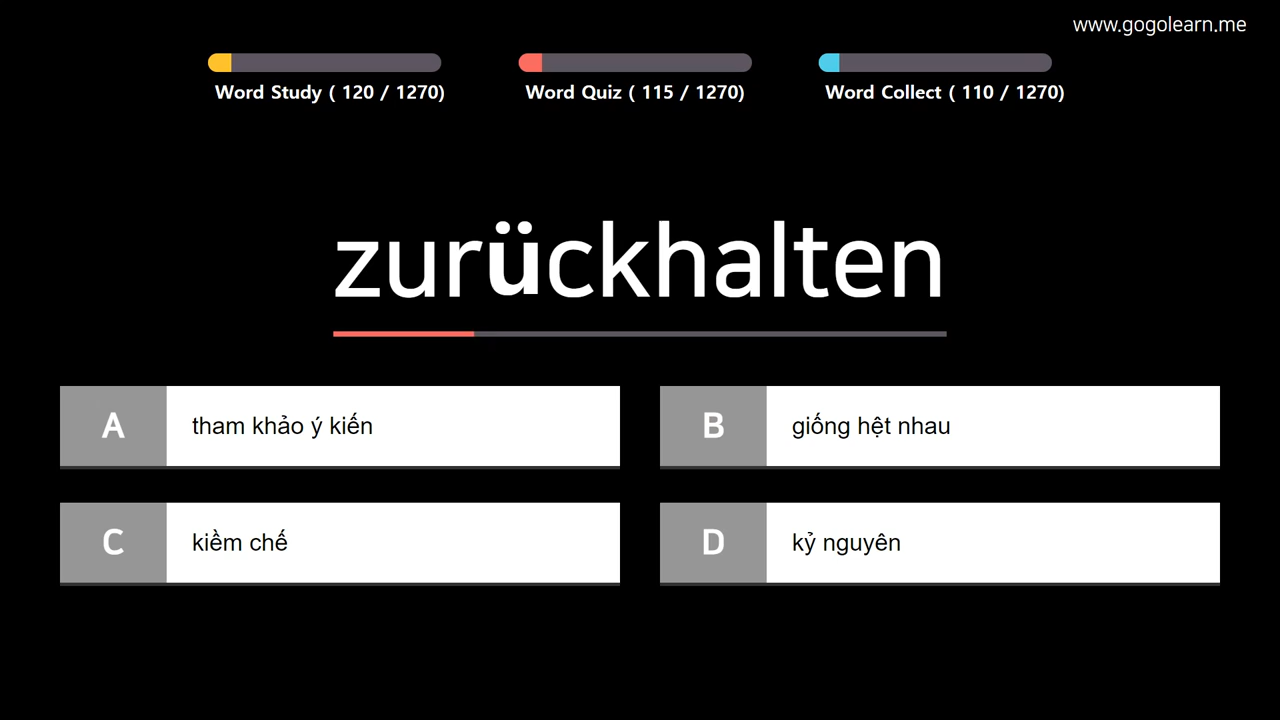 www.gogolearn.me
Word Study ( 120 / 1270)
Word Quiz ( 115 / 1270)
Word Collect ( 110 / 1270)
zurückhalten
A
tham khảo ý kiến
B
giống hệt nhau
C
kiềm chế
D
kỷ nguyên